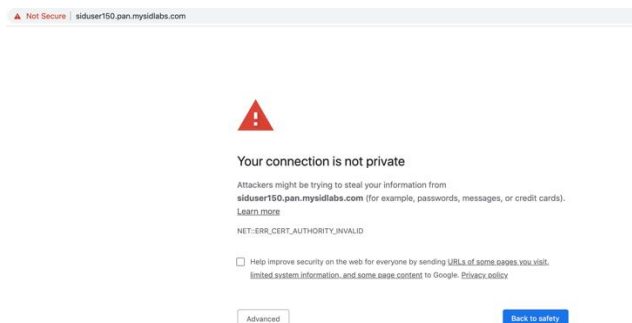 Not Secure | siduser150.pan.mysidlabs.com
Your connection is not private
Attackers might be trying to steal your information from
siduser150.pan.mysidlabs.com (for example, passwords, messages, or credit cards).
Learn more
NET::ERR_CERT_AUTHORITY_INVALID
Help improve security on the web for everyone by sending URLs of some pages you visit,
limited system information, and some page content to Google. Privacy policy
Advanced
Back to safety